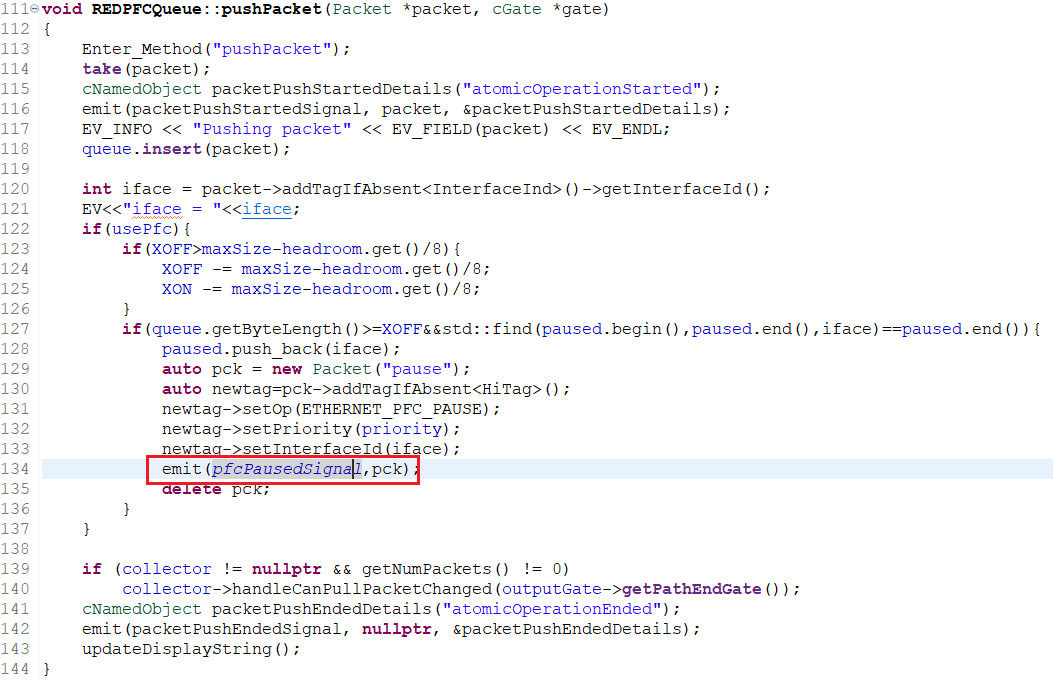 111 void REDPFCQueue::pushPacket(Packet *packet, cGate *gate)
112 {
113     Enter_Method("pushPacket");
114     take(packet);
115     cNamedObject packetPushStartedDetails("atomicOperationStarted");
116     emit(packetPushStartedSignal, packet, &packetPushStartedDetails);
117     EV_INFO << "Pushing packet" << EV_FIELD(packet) << EV_ENDL;
118     queue.insert(packet);
119
120     int iface = packet->addTagIfAbsent<InterfaceInd>()->getInterfaceId();
121     EV<<"iface = "<<iface;
122     if(usePfc){
123         if(XOFF>maxSize-headroom.get()/8){
124             XOFF -= maxSize-headroom.get()/8;
125             XON -= maxSize-headroom.get()/8;
126         }
127         if(queue.getByteLength()>=XOFF&&std::find(paused.begin(),paused.end(),iface)==paused.end()){
128             paused.push_back(iface);
129             auto pck = new Packet("pause");
130             auto newtag=pck->addTagIfAbsent<HiTag>();
131             newtag->setOp(ETHERNET_PFC_PAUSE);
132             newtag->setPriority(priority);
133             newtag->setInterfaceId(iface);
134             emit(pfcPausedSignal,pck);
135             delete pck;
136         }
137     }
138
139     if (collector != nullptr && getNumPackets() != 0)
140         collector->handleCanPullPacketChanged(outputGate->getPathEndGate());
141     cNamedObject packetPushEndedDetails("atomicOperationEnded");
142     emit(packetPushEndedSignal, nullptr, &packetPushEndedDetails);
143     updateDisplayString();
144 }